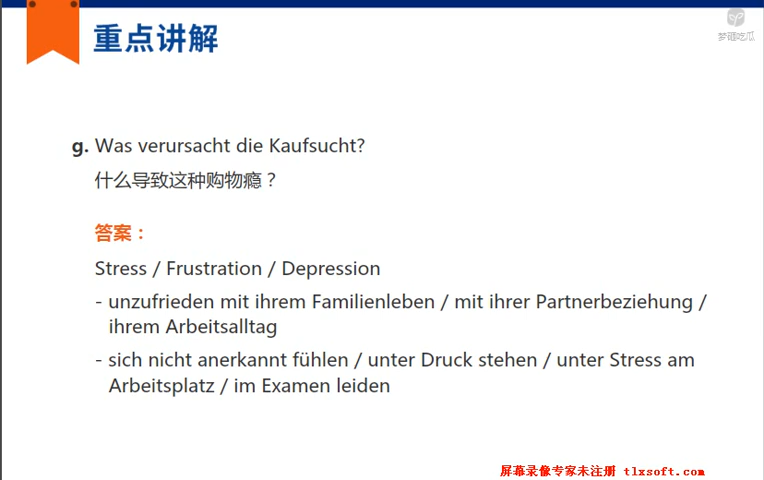 重点讲解
梦砸吃瓜
g. Was verursacht die Kaufsucht?
什么导致这种购物瘾？
答案：
Stress / Frustration / Depression
- unzufrieden mit ihrem Familienleben / mit ihrer Partnerbeziehung /
ihrem Arbeitsalltag
- sich nicht anerkannt fühlen / unter Druck stehen / unter Stress am
Arbeitsplatz / im Examen leiden
屏幕录像专家未注册 tlxsoft.com